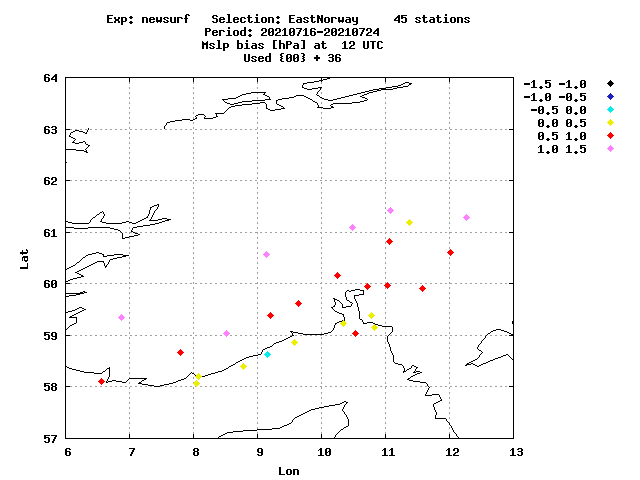 Exp: newsurf   Selection: EastNorway     45 stations
Period: 20210716-20210724
Mslp bias [hPa] at  12 UTC
Used {00} + 36
-1.5 -1.0
-1.0 -0.5
-0.5 0.0
0.0 0.5
0.5 1.0
1.0 1.5
64
63
62
61
60
59
58
57
Lat
6 7 8 9 10 11 12 13
Lon